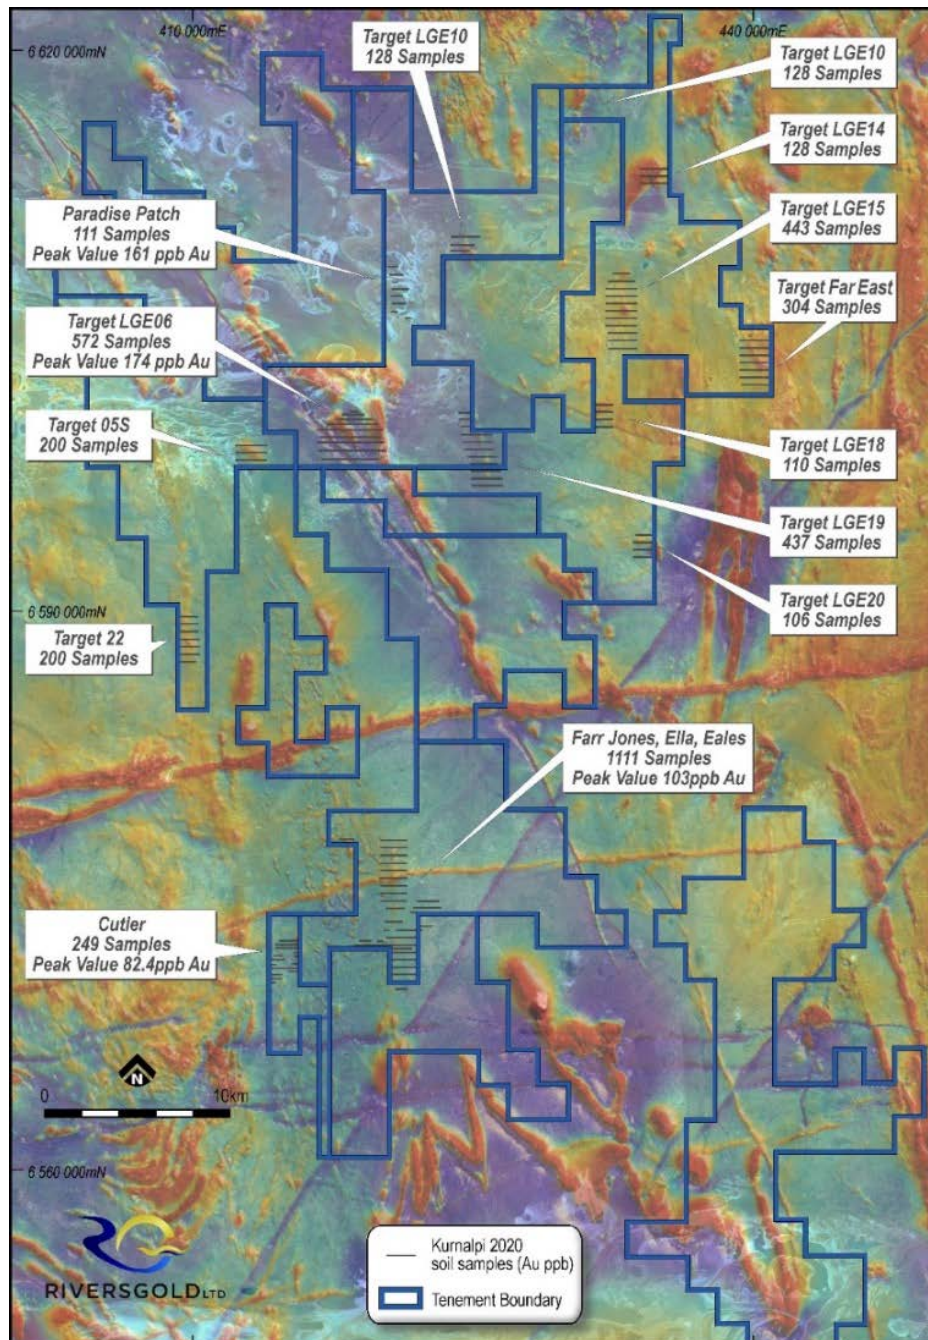 410 000mE
440 000mE
6 620 000mN
Target LGE10
128 Samples
Target LGE10
128 Samples
Target LGE14
128 Samples
Paradise Patch
111 Samples
Peak Value 161 ppb Au
Target LGE15
443 Samples
Target Far East
304 Samples
Target LGE06
572 Samples
Peak Value 174 ppb Au
Target 05S
200 Samples
Target LGE18
110 Samples
Target LGE19
437 Samples
6 590 000mN
Target LGE20
106 Samples
Target 22
200 Samples
Farr Jones, Ella, Eales
1111 Samples
Peak Value 103ppb Au
Cutler
249 Samples
Peak Value 82.4ppb Au
N
0 10km
6 560 000mN
RIVERSGOLD LTD
Kurnalpi 2020
soil samples (Au ppb)
Tenement Boundary